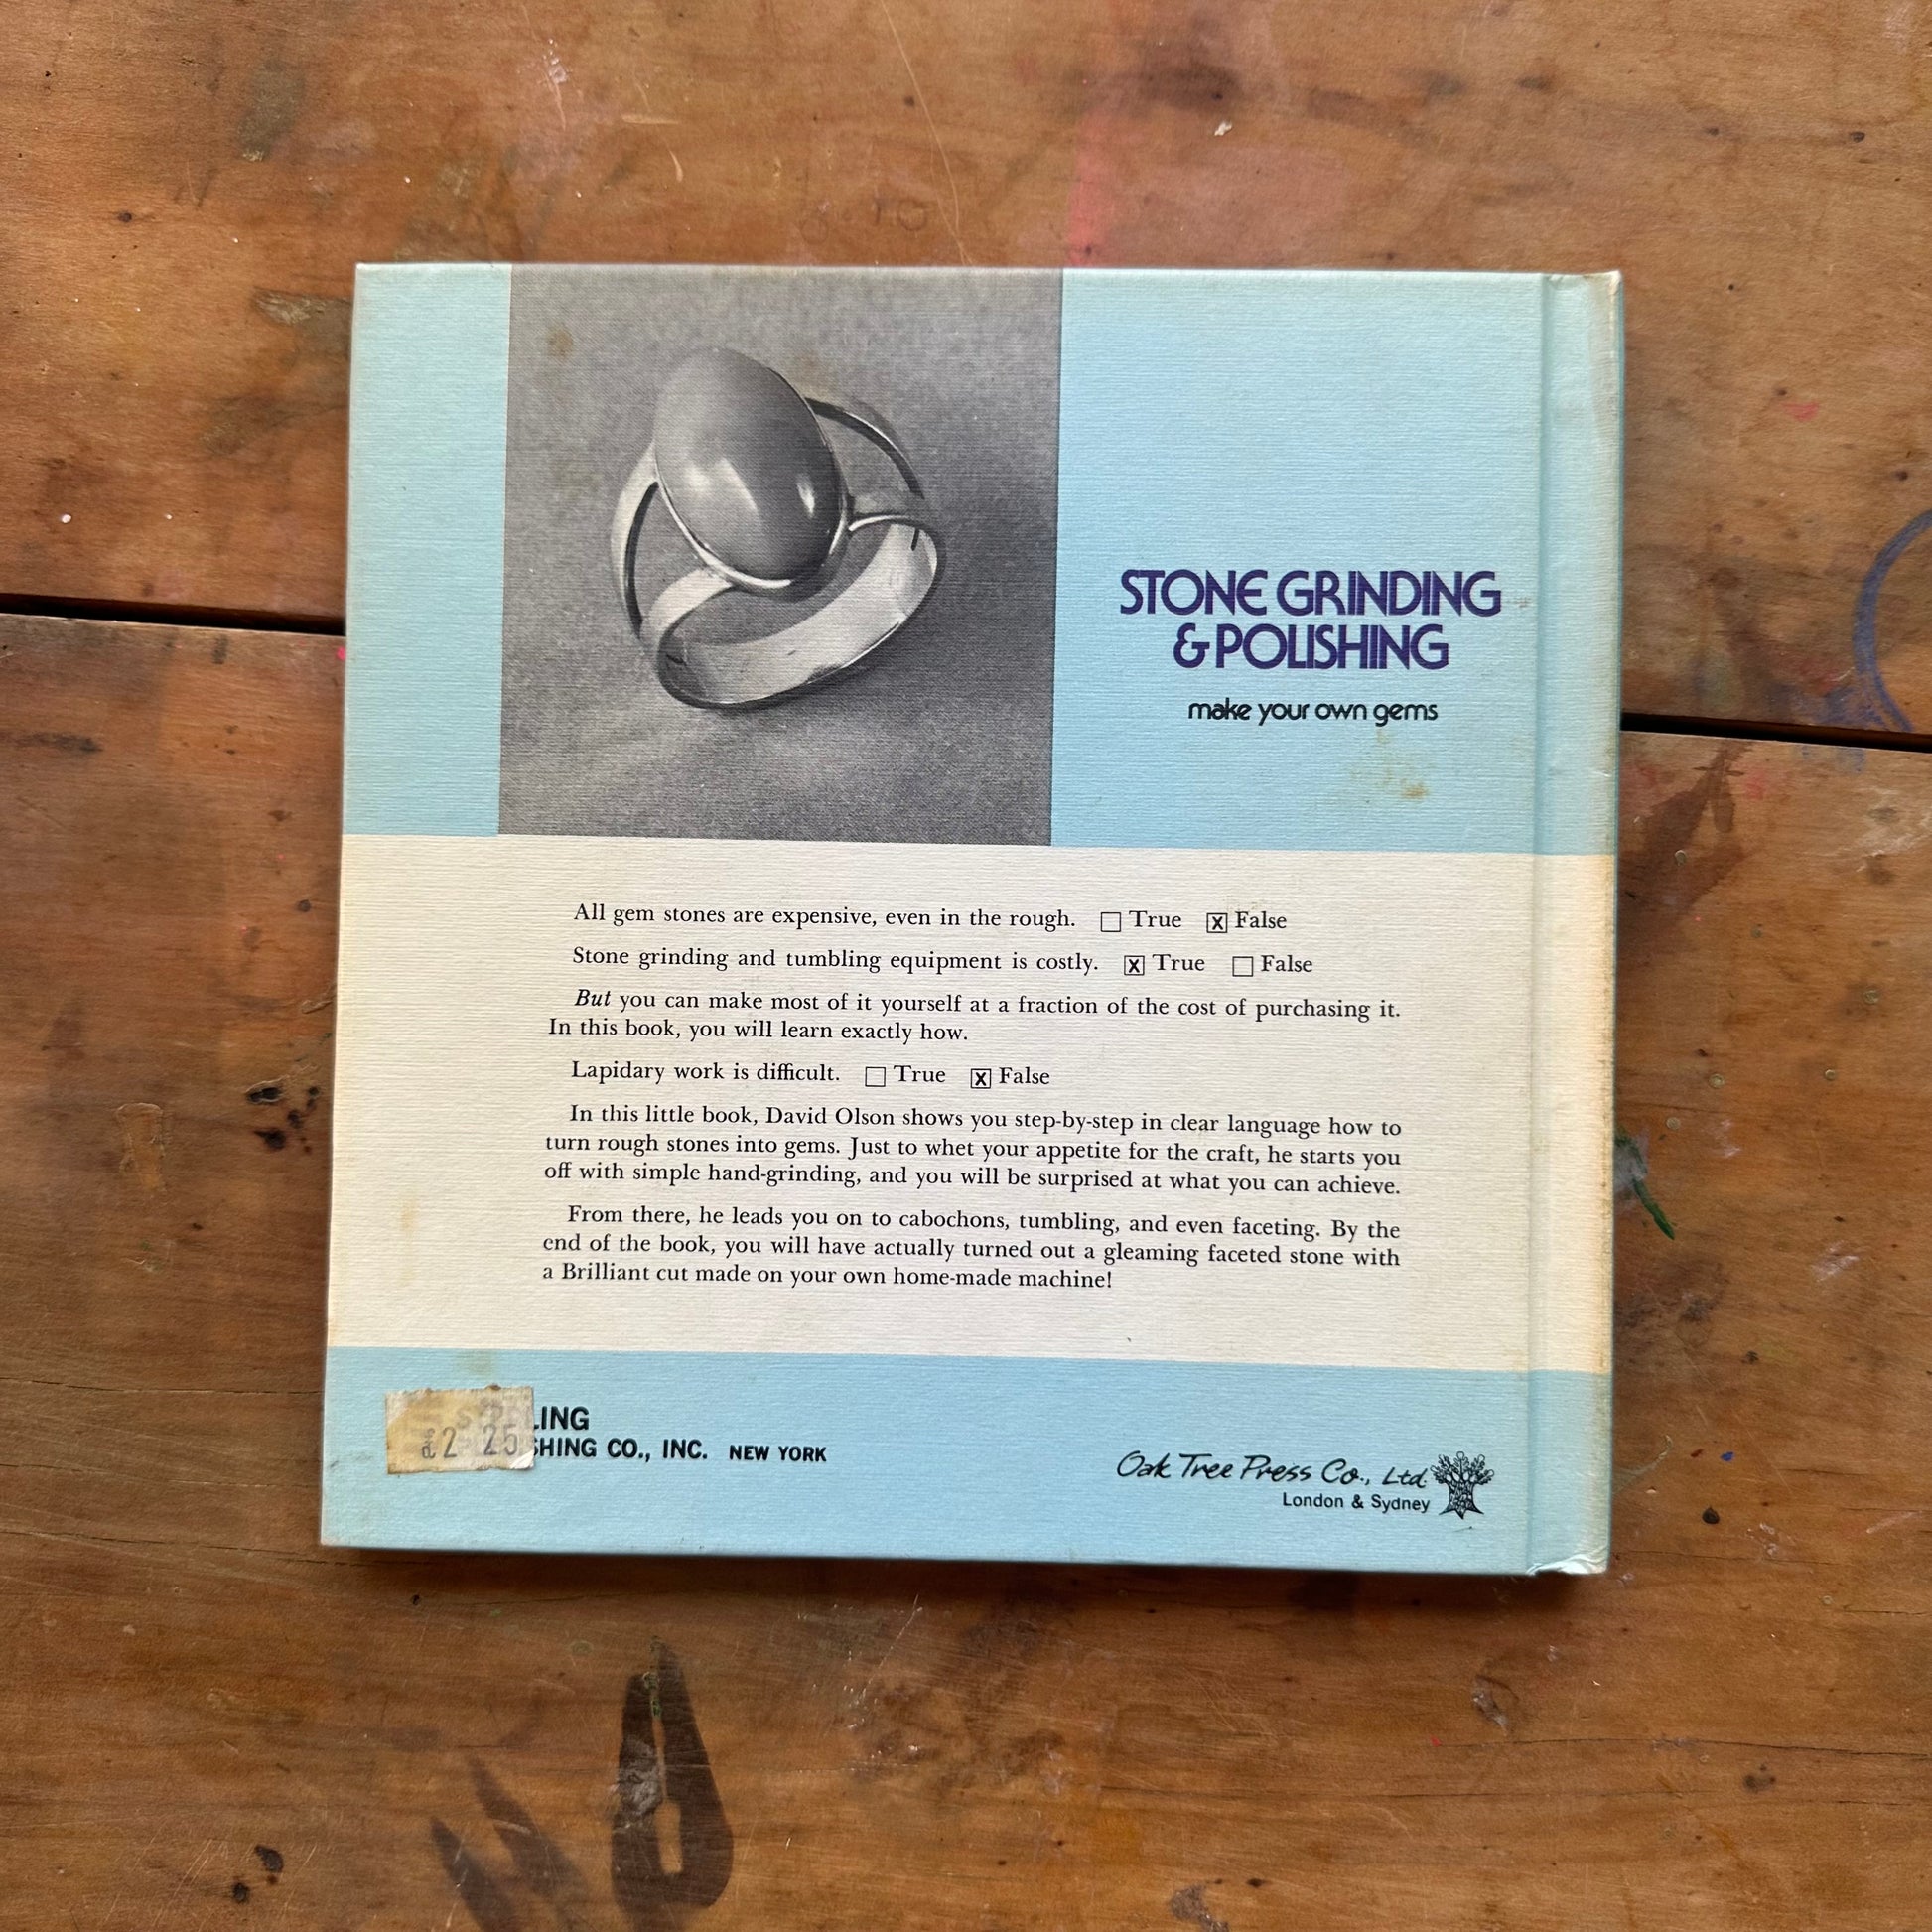 STONE GRINDING
& POLISHING
make your own gems
All gem stones are expensive, even in the rough. ☐ True ☒ False
Stone grinding and tumbling equipment is costly. ☒ True ☐ False
But you can make most of it yourself at a fraction of the cost of purchasing it.
In this book, you will learn exactly how.
Lapidary work is difficult. ☐ True ☒ False
In this little book, David Olson shows you step-by-step in clear language how to
turn rough stones into gems. Just to whet your appetite for the craft, he starts you
off with simple hand-grinding, and you will be surprised at what you can achieve.
From there, he leads you on to cabochons, tumbling, and even faceting. By the
end of the book, you will have actually turned out a gleaming faceted stone with
a Brilliant cut made on your own home-made machine!
LING
2 25
SHING CO., INC. NEW YORK
Oak Tree Press Co., Ltd.
London & Sydney